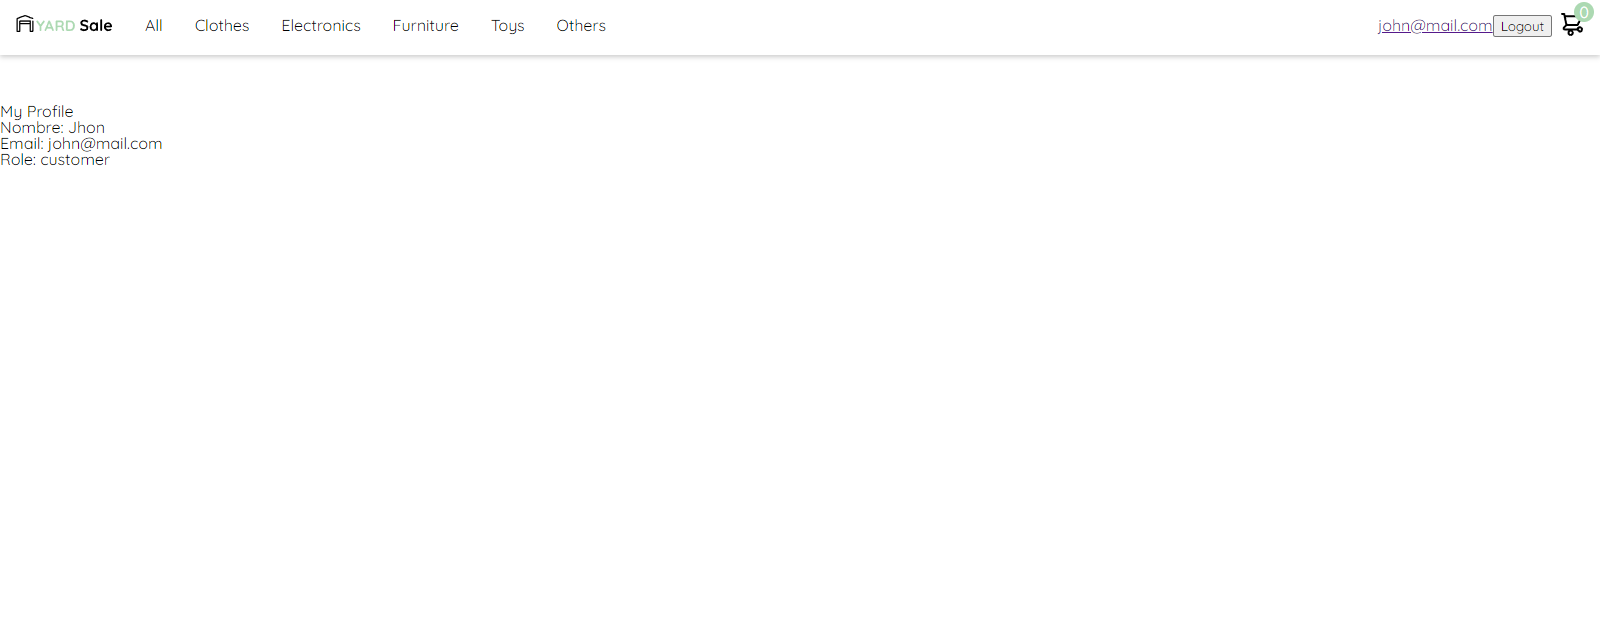 YARD Sale All Clothes Electronics Furniture Toys Others john@mail.com Logout 0
My Profile
Nombre: Jhon
Email: john@mail.com
Role: customer